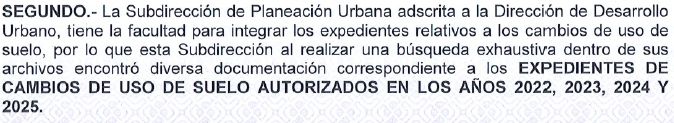 SEGUNDO.- La Subdirección de Planeación Urbana adscrita a la Dirección de Desarrollo
Urbano, tiene la facultad para integrar los expedientes relativos a los cambios de uso de
suelo, por lo que esta Subdirección al realizar una búsqueda exhaustiva dentro de sus
archivos encontró diversa documentación correspondiente a los EXPEDIENTES DE
CAMBIOS DE USO DE SUELO AUTORIZADOS EN LOS AÑOS 2022, 2023, 2024 Y
2025.